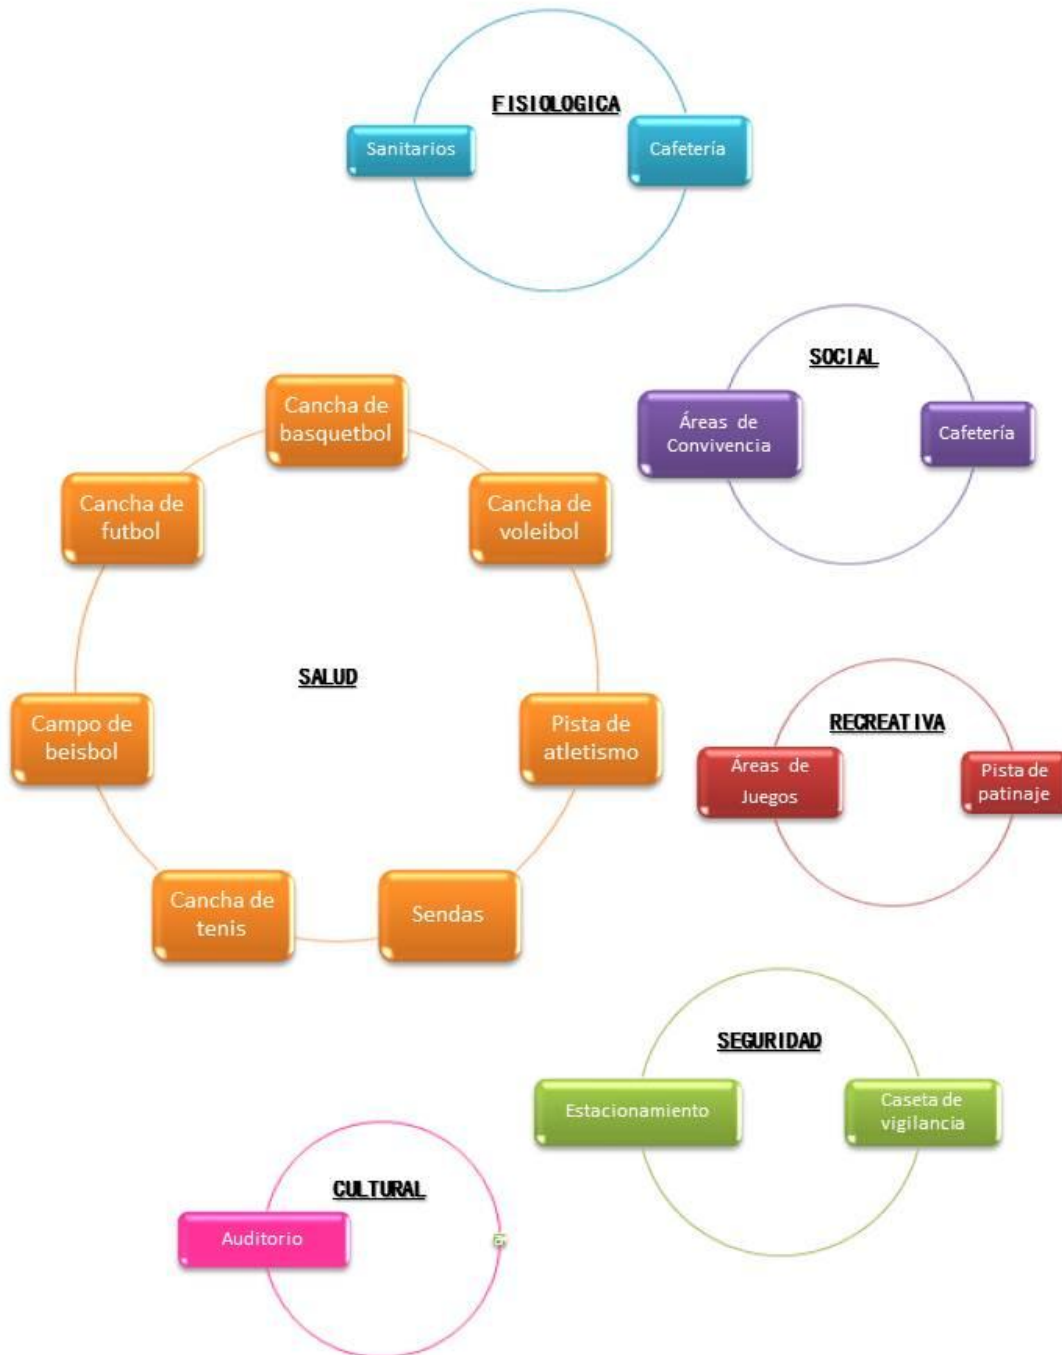 FISIOLOGICA
Sanitarios
Cafetería
SOCIAL
Áreas de
Convivencia
Cafetería
Cancha de
basquetbol
Cancha de
futbol
Cancha de
voleibol
SALUD
Campo de
beisbol
Pista de
atletismo
Cancha de
tenis
Sendas
RECREATIVA
Áreas de
Juegos
Pista de
patinaje
SEGURIDAD
Estacionamiento
Caseta de
vigilancia
CULTURAL
Auditorio